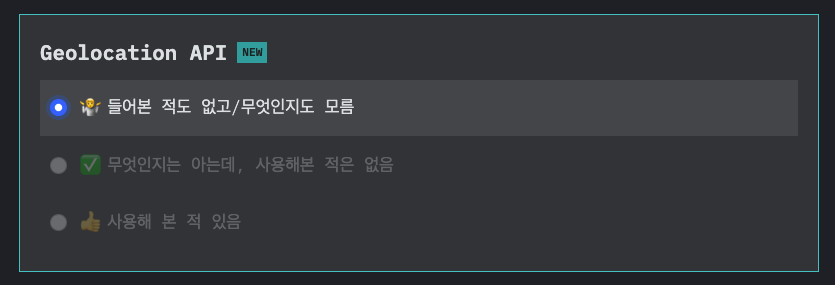 Geolocation API NEW
🤷 들어본 적도 없고/무엇인지도 모름
✅ 무엇인지는 아는데, 사용해본 적은 없음
👍 사용해 본 적 있음